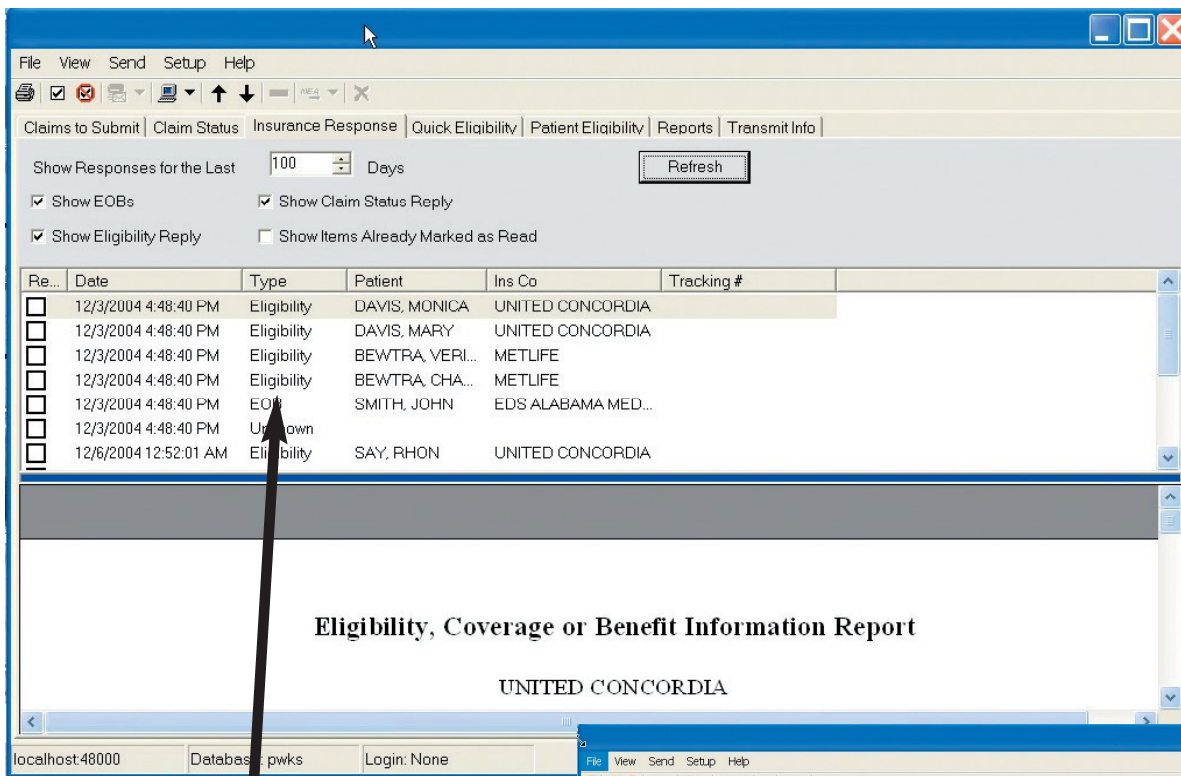 File View Send Setup Help
NEA
Claims to Submit Claim Status Insurance Response Quick Eligibility Patient Eligibility Reports Transmit Info
Show Responses for the Last 100 Days Refresh
Show EOBs Show Claim Status Reply
Show Eligibility Reply Show Items Already Marked as Read
Re... Date Type Patient Ins Co Tracking #
12/3/2004 4:48:40 PM Eligibility DAVIS, MONICA UNITED CONCORDIA
12/3/2004 4:48:40 PM Eligibility DAVIS, MARY UNITED CONCORDIA
12/3/2004 4:48:40 PM Eligibility BEWTRA, VERI... METLIFE
12/3/2004 4:48:40 PM Eligibility BEWTRA, CHA... METLIFE
12/3/2004 4:48:40 PM EOB SMITH, JOHN EDS ALABAMA MED...
12/3/2004 4:48:40 PM Unknown
12/6/2004 12:52:01 AM Eligibility SAY, RHON UNITED CONCORDIA
Eligibility, Coverage or Benefit Information Report
UNITED CONCORDIA
localhost:48000 Database: pwks Login: None
File View Send Setup Help